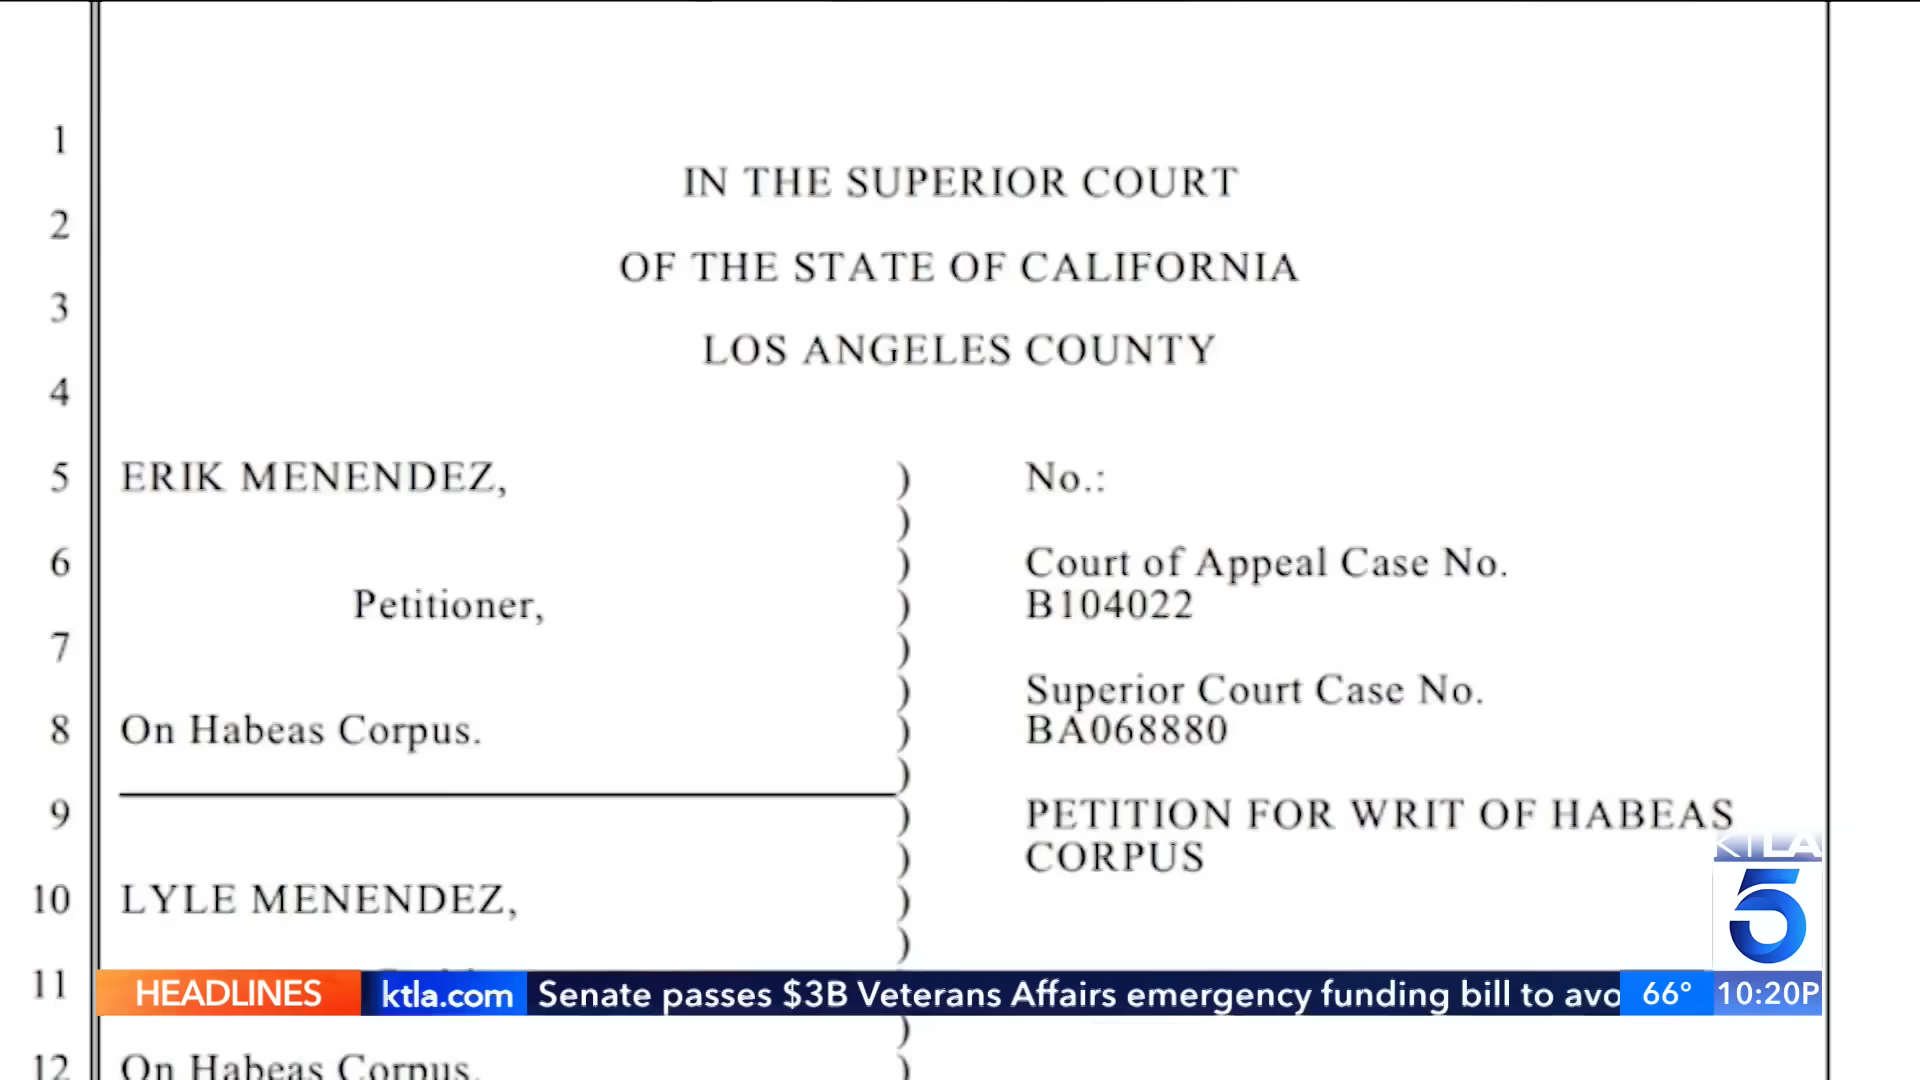 1
IN THE SUPERIOR COURT
2
OF THE STATE OF CALIFORNIA
3
LOS ANGELES COUNTY
4
5 ERIK MENENDEZ, ) No.:
)
6 ) Court of Appeal Case No.
Petitioner, ) B104022
7 )
) Superior Court Case No.
8 On Habeas Corpus. ) BA068880
)
9 ) PETITION FOR WRIT OF HABEAS
) CORPUS
10 LYLE MENENDEZ, )
)
KTLA
5
11
HEADLINES ktla.com Senate passes $3B Veterans Affairs emergency funding bill to avo 66° 10:20P
)
12 On Habeas Corpus. )